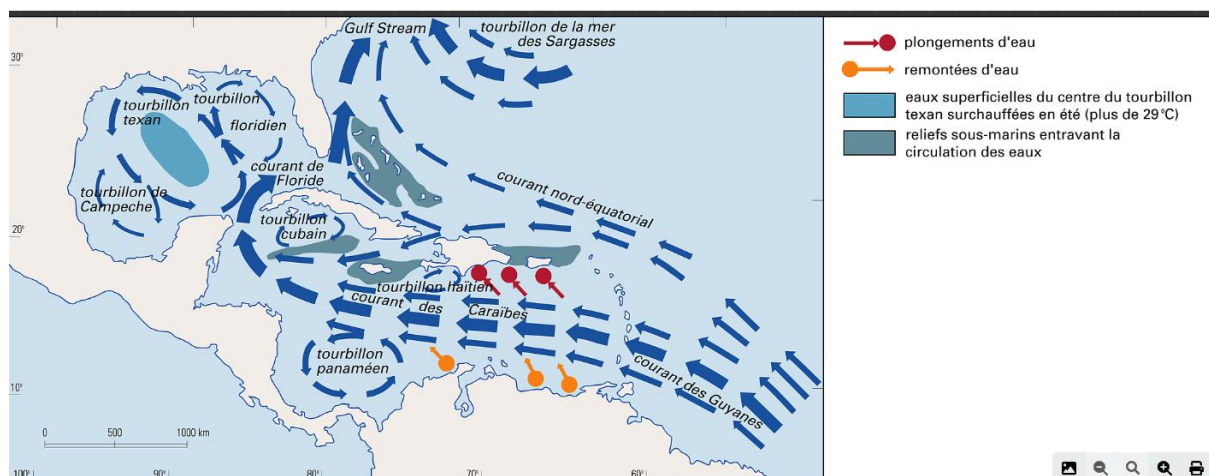 Gulf Stream
tourbillon de la mer
des Sargasses
30°
tourbillon
texan
tourbillon
floridien
courant de
Floride
tourbillon de
Campeche
courant nord-équatorial
20°
tourbillon
cubain
tourbillon haïtien
courant des Caraïbes
tourbillon
panaméen
courant des Guyanes
10°
0 500 1000 km
100° 90° 80° 70° 60°
plongements d'eau
remontées d'eau
eaux superficielles du centre du tourbillon
texan surchauffées en été (plus de 29°C)
reliefs sous-marins entravant la
circulation des eaux